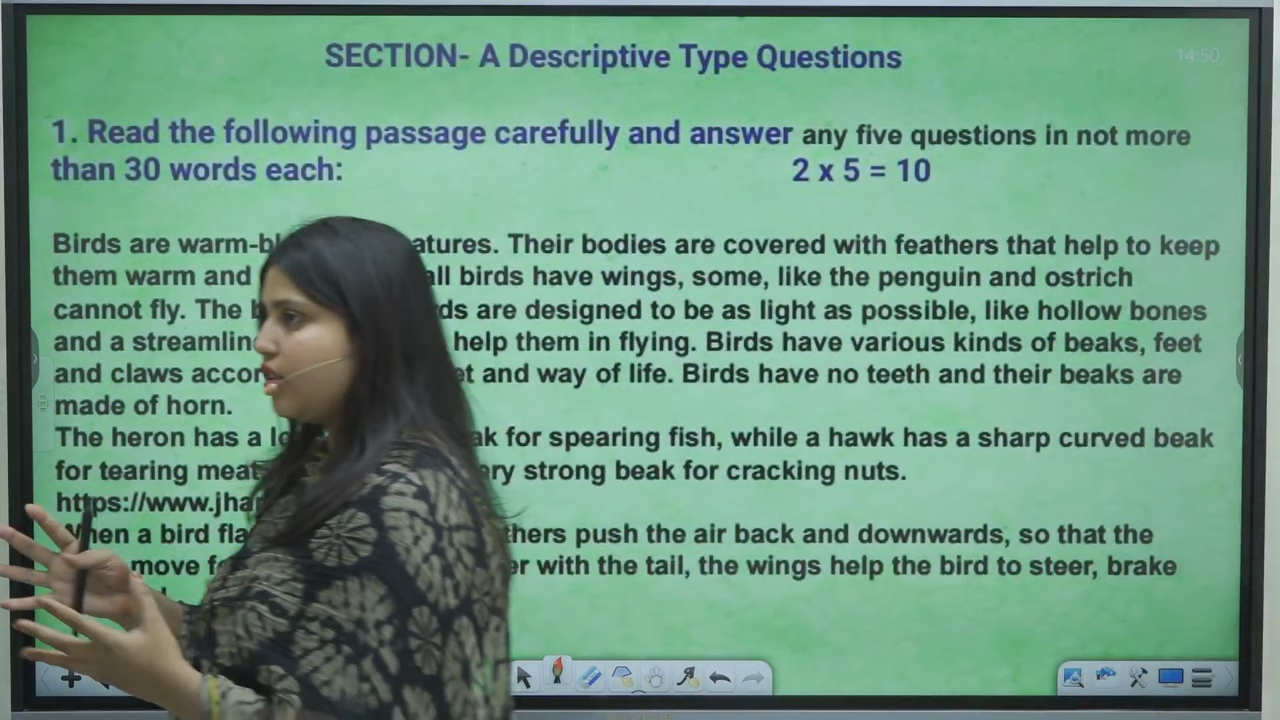 SECTION- A Descriptive Type Questions
14:50
1. Read the following passage carefully and answer any five questions in not more
than 30 words each: 2 x 5 = 10
Birds are warm-bl atures. Their bodies are covered with feathers that help to keep
them warm and all birds have wings, some, like the penguin and ostrich
cannot fly. The b rds are designed to be as light as possible, like hollow bones
and a streamlin help them in flying. Birds have various kinds of beaks, feet
and claws accor et and way of life. Birds have no teeth and their beaks are
made of horn.
The heron has a lo ak for spearing fish, while a hawk has a sharp curved beak
for tearing meat ery strong beak for cracking nuts.
https://www.jhar
When a bird fla thers push the air back and downwards, so that the
move fo er with the tail, the wings help the bird to steer, brake